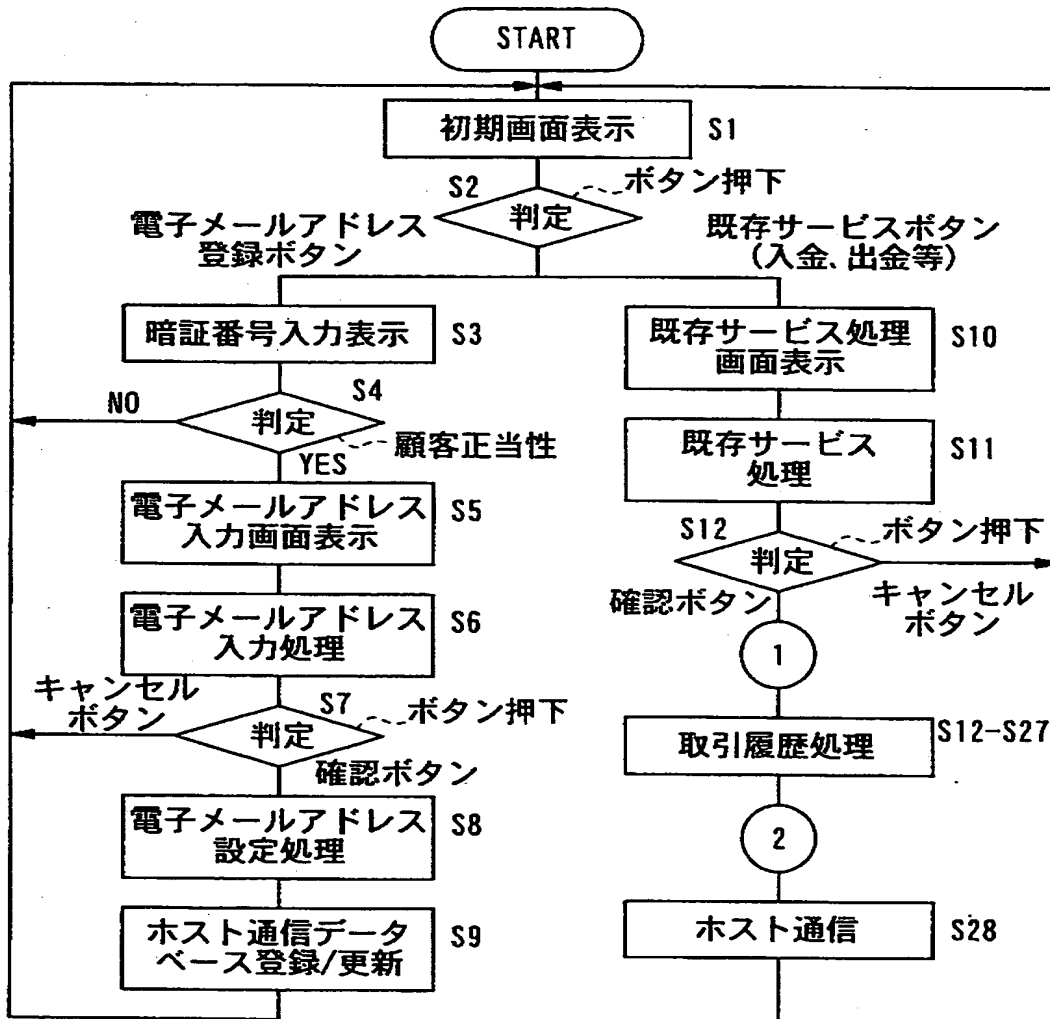 START
初期画面表示
S1
S2
ボタン押下
判定
電子メールアドレス
登録ボタン
既存サービスボタン
(入金、出金等)
暗証番号入力表示
S3
NO
S4
判定
顧客正当性
YES
電子メールアドレス
入力画面表示
S5
電子メールアドレス
入力処理
S6
キャンセル
ボタン
S7
判定
ボタン押下
確認ボタン
電子メールアドレス
設定処理
S8
ホスト通信データ
ベース登録/更新
S9
既存サービス処理
画面表示
S10
既存サービス
処理
S11
S12
ボタン押下
判定
確認ボタン
キャンセル
ボタン
1
取引履歴処理
S12-S27
2
ホスト通信
S28